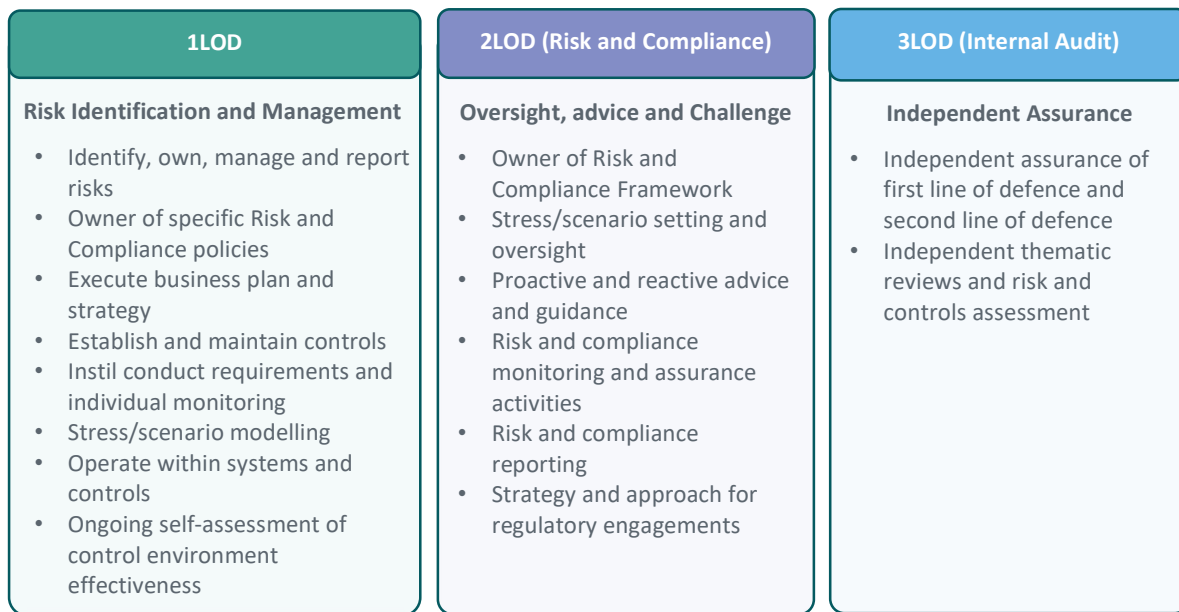 1LOD
Risk Identification and Management
• Identify, own, manage and report
risks
• Owner of specific Risk and
Compliance policies
• Execute business plan and
strategy
• Establish and maintain controls
• Instil conduct requirements and
individual monitoring
• Stress/scenario modelling
• Operate within systems and
controls
• Ongoing self-assessment of
control environment
effectiveness
2LOD (Risk and Compliance)
Oversight, advice and Challenge
• Owner of Risk and
Compliance Framework
• Stress/scenario setting and
oversight
• Proactive and reactive advice
and guidance
• Risk and compliance
monitoring and assurance
activities
• Risk and compliance
reporting
• Strategy and approach for
regulatory engagements
3LOD (Internal Audit)
Independent Assurance
• Independent assurance of
first line of defence and
second line of defence
• Independent thematic
reviews and risk and
controls assessment